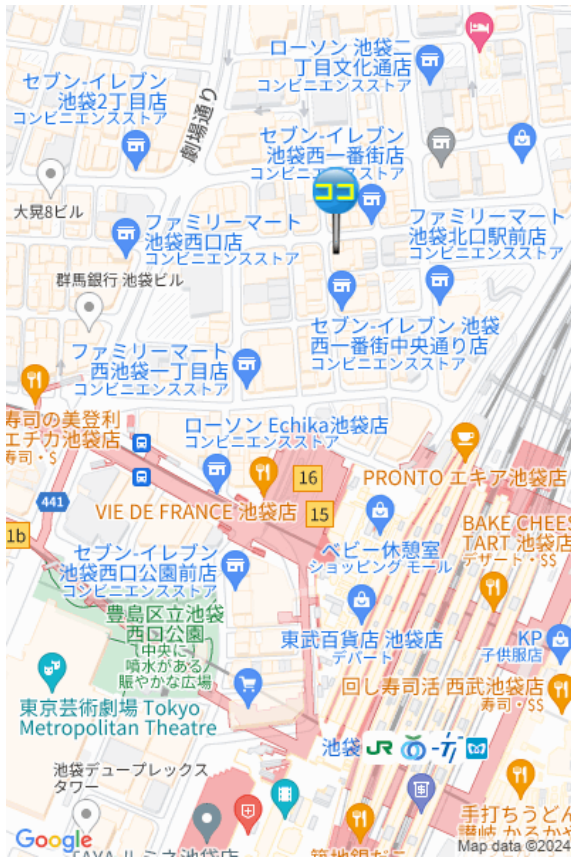 ローソン 池袋二
丁目文化通店
コンビニエンスストア
セブン-イレブン
池袋2丁目店
コンビニエンスストア
劇場通り
セブン-イレブン
池袋西一番街店
コンビニエンスストア
ココ
大晃8ビル
ファミリーマート
池袋西口店
コンビニエンスストア
ファミリーマート
池袋北口駅前店
コンビニエンスストア
群馬銀行 池袋ビル
セブン-イレブン 池袋
西一番街中央通り店
コンビニエンスストア
ファミリーマート
西池袋一丁目店
コンビニエンスストア
寿司の美登利
エチカ池袋店
寿司・$
ローソン Echika池袋店
コンビニエンスストア
16
PRONTO エキア池袋店
441
VIE DE FRANCE 池袋店
15
1b
BAKE CHEES
TART 池袋店
デザート・$$
ベビー休憩室
ショッピング モール
セブン-イレブン
池袋西口公園前店
コンビニエンスストア
豊島区立池袋
西口公園
中央に
噴水がある
賑やかな広場
東武百貨店 池袋店
デパート
KP
子供服店
回し寿司活 西武池袋店
寿司・$$
東京芸術劇場 Tokyo
Metropolitan Theatre
池袋 JR
池袋デュープレックス
タワー
手打ちうどん
讃岐 かるかや
ルミネ池袋店
Google
Map data ©2024